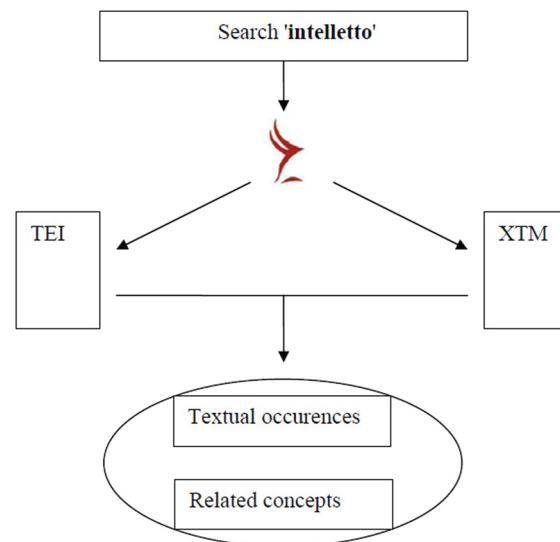 Search 'intelletto'
TEI
XTM
Textual occurences
Related concepts